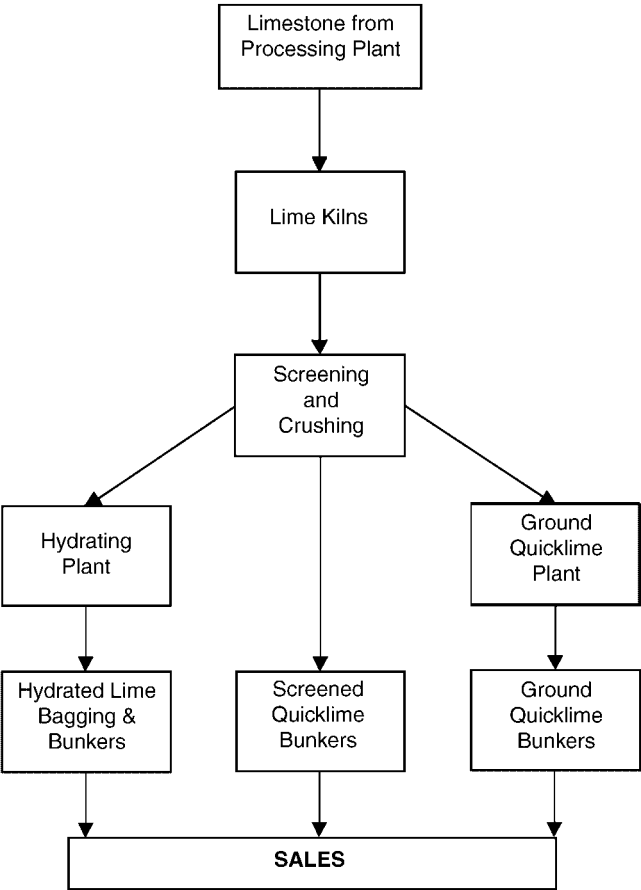 Limestone from
Processing Plant
Lime Kilns
Screening
and
Crushing
Hydrating
Plant
Ground
Quicklime
Plant
Hydrated Lime
Bagging &
Bunkers
Screened
Quicklime
Bunkers
Ground
Quicklime
Bunkers
SALES